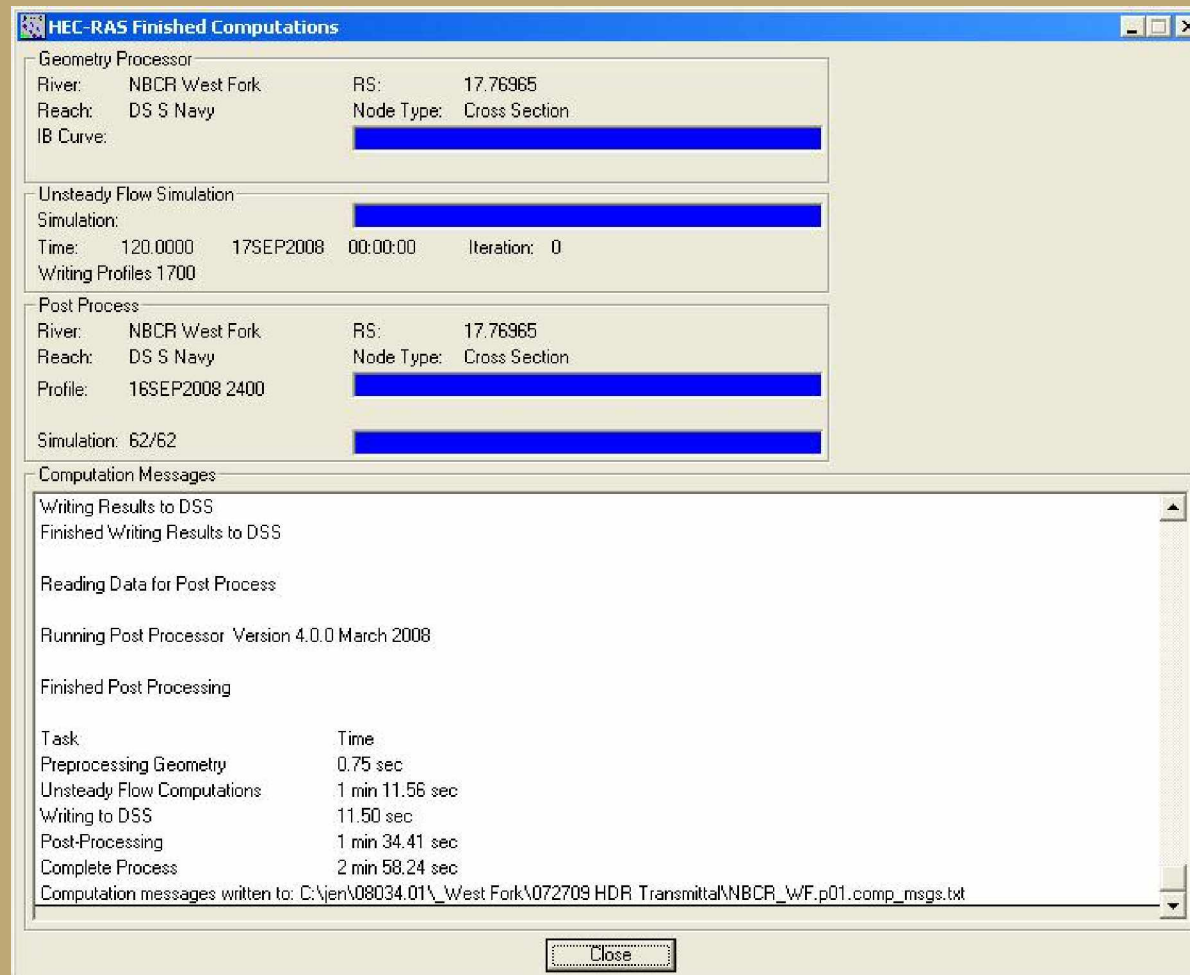 HEC-RAS Finished Computations
Geometry Processor
River: NBCR West Fork RS: 17.76965
Reach: DS S Navy Node Type: Cross Section
IB Curve:
Unsteady Flow Simulation
Simulation:
Time: 120.0000 17SEP2008 00:00:00 Iteration: 0
Writing Profiles 1700
Post Process
River: NBCR West Fork RS: 17.76965
Reach: DS S Navy Node Type: Cross Section
Profile: 16SEP2008 2400
Simulation: 62/62
Computation Messages
Writing Results to DSS
Finished Writing Results to DSS
Reading Data for Post Process
Running Post Processor Version 4.0.0 March 2008
Finished Post Processing
Task Time
Preprocessing Geometry 0.75 sec
Unsteady Flow Computations 1 min 11.56 sec
Writing to DSS 11.50 sec
Post-Processing 1 min 34.41 sec
Complete Process 2 min 58.24 sec
Computation messages written to: C:\jen\08034.01\_West Fork\072709 HDR Transmittal\NBCR_WF.p01.comp_msgs.txt
Close